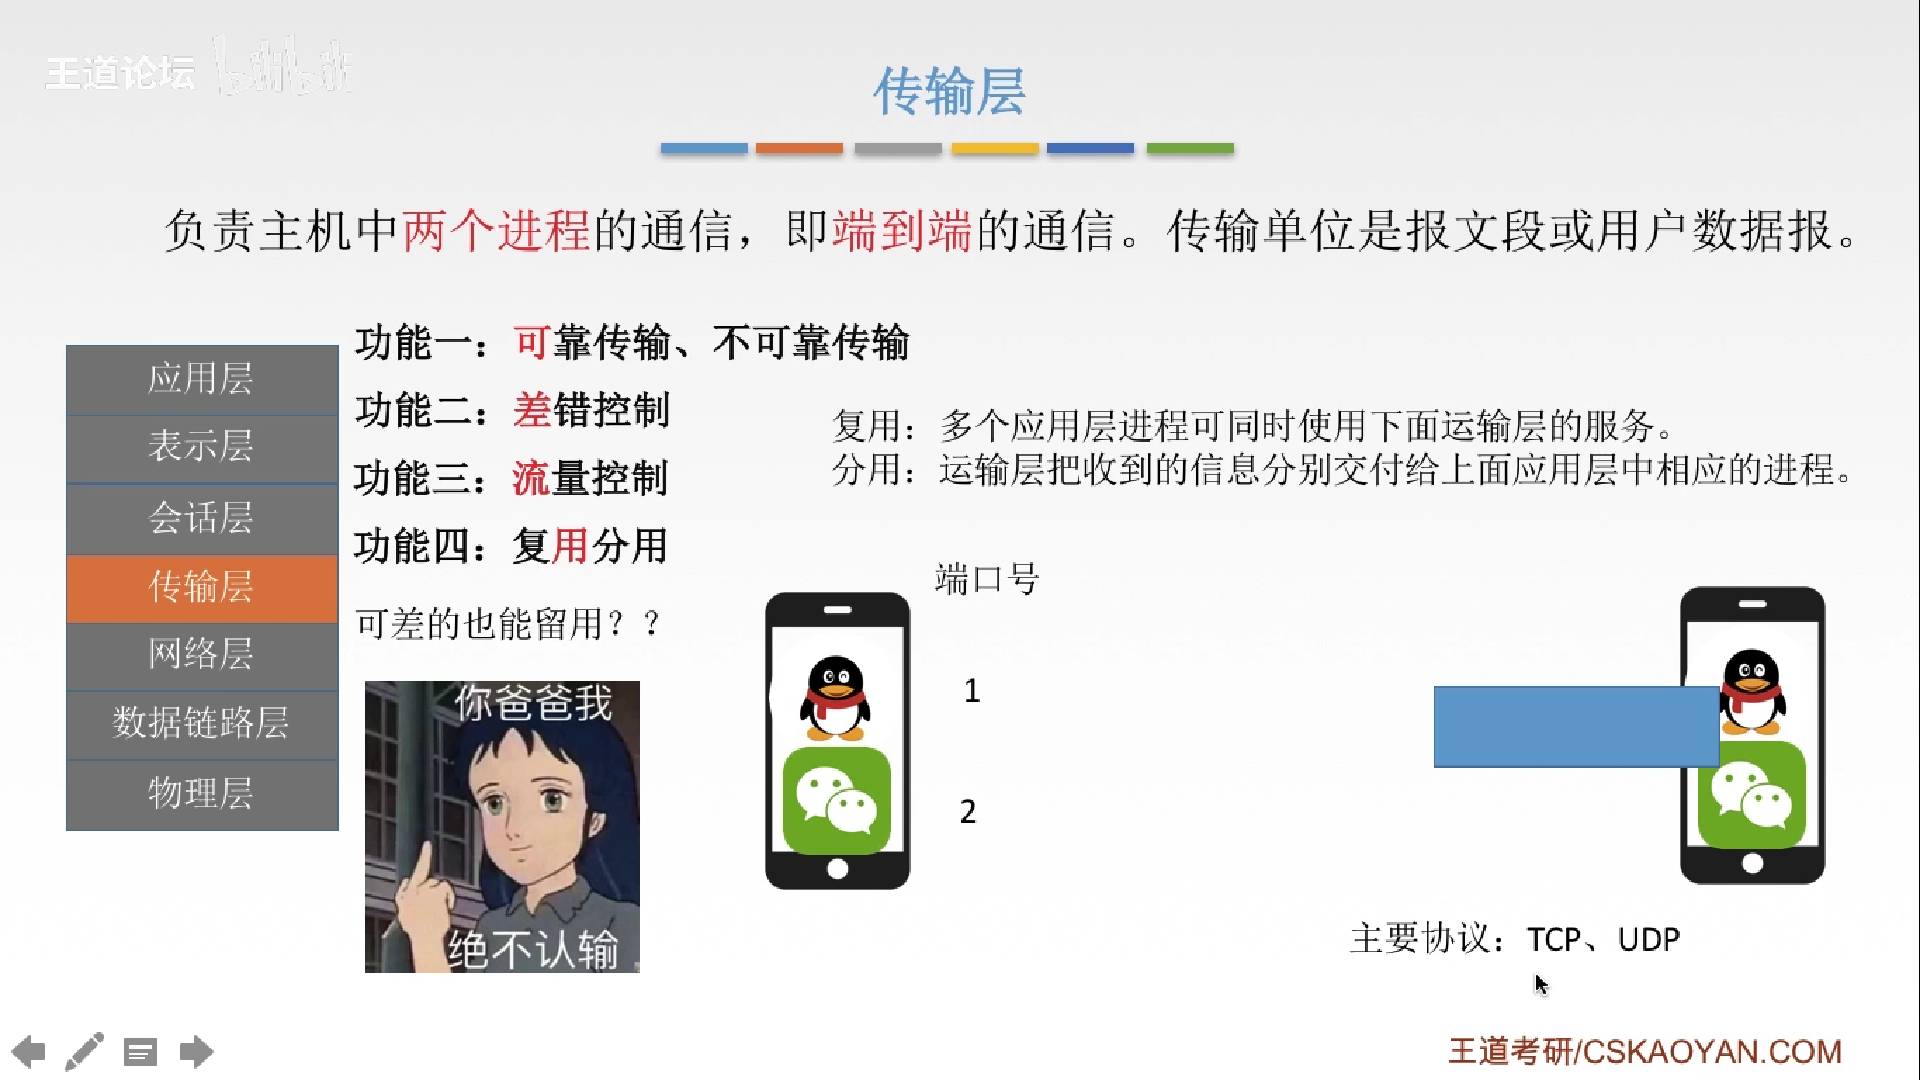 王道论坛 bilibili
传输层
负责主机中两个进程的通信，即端到端的通信。传输单位是报文段或用户数据报。
应用层
表示层
会话层
传输层
网络层
数据链路层
物理层
功能一：可靠传输、不可靠传输
功能二：差错控制
功能三：流量控制
功能四：复用分用
可差的也能留用？？
复用：多个应用层进程可同时使用下面运输层的服务。
分用：运输层把收到的信息分别交付给上面应用层中相应的进程。
端口号
1
2
你爸爸我
绝不认输
主要协议：TCP、UDP
王道考研/CSKAOYAN.COM